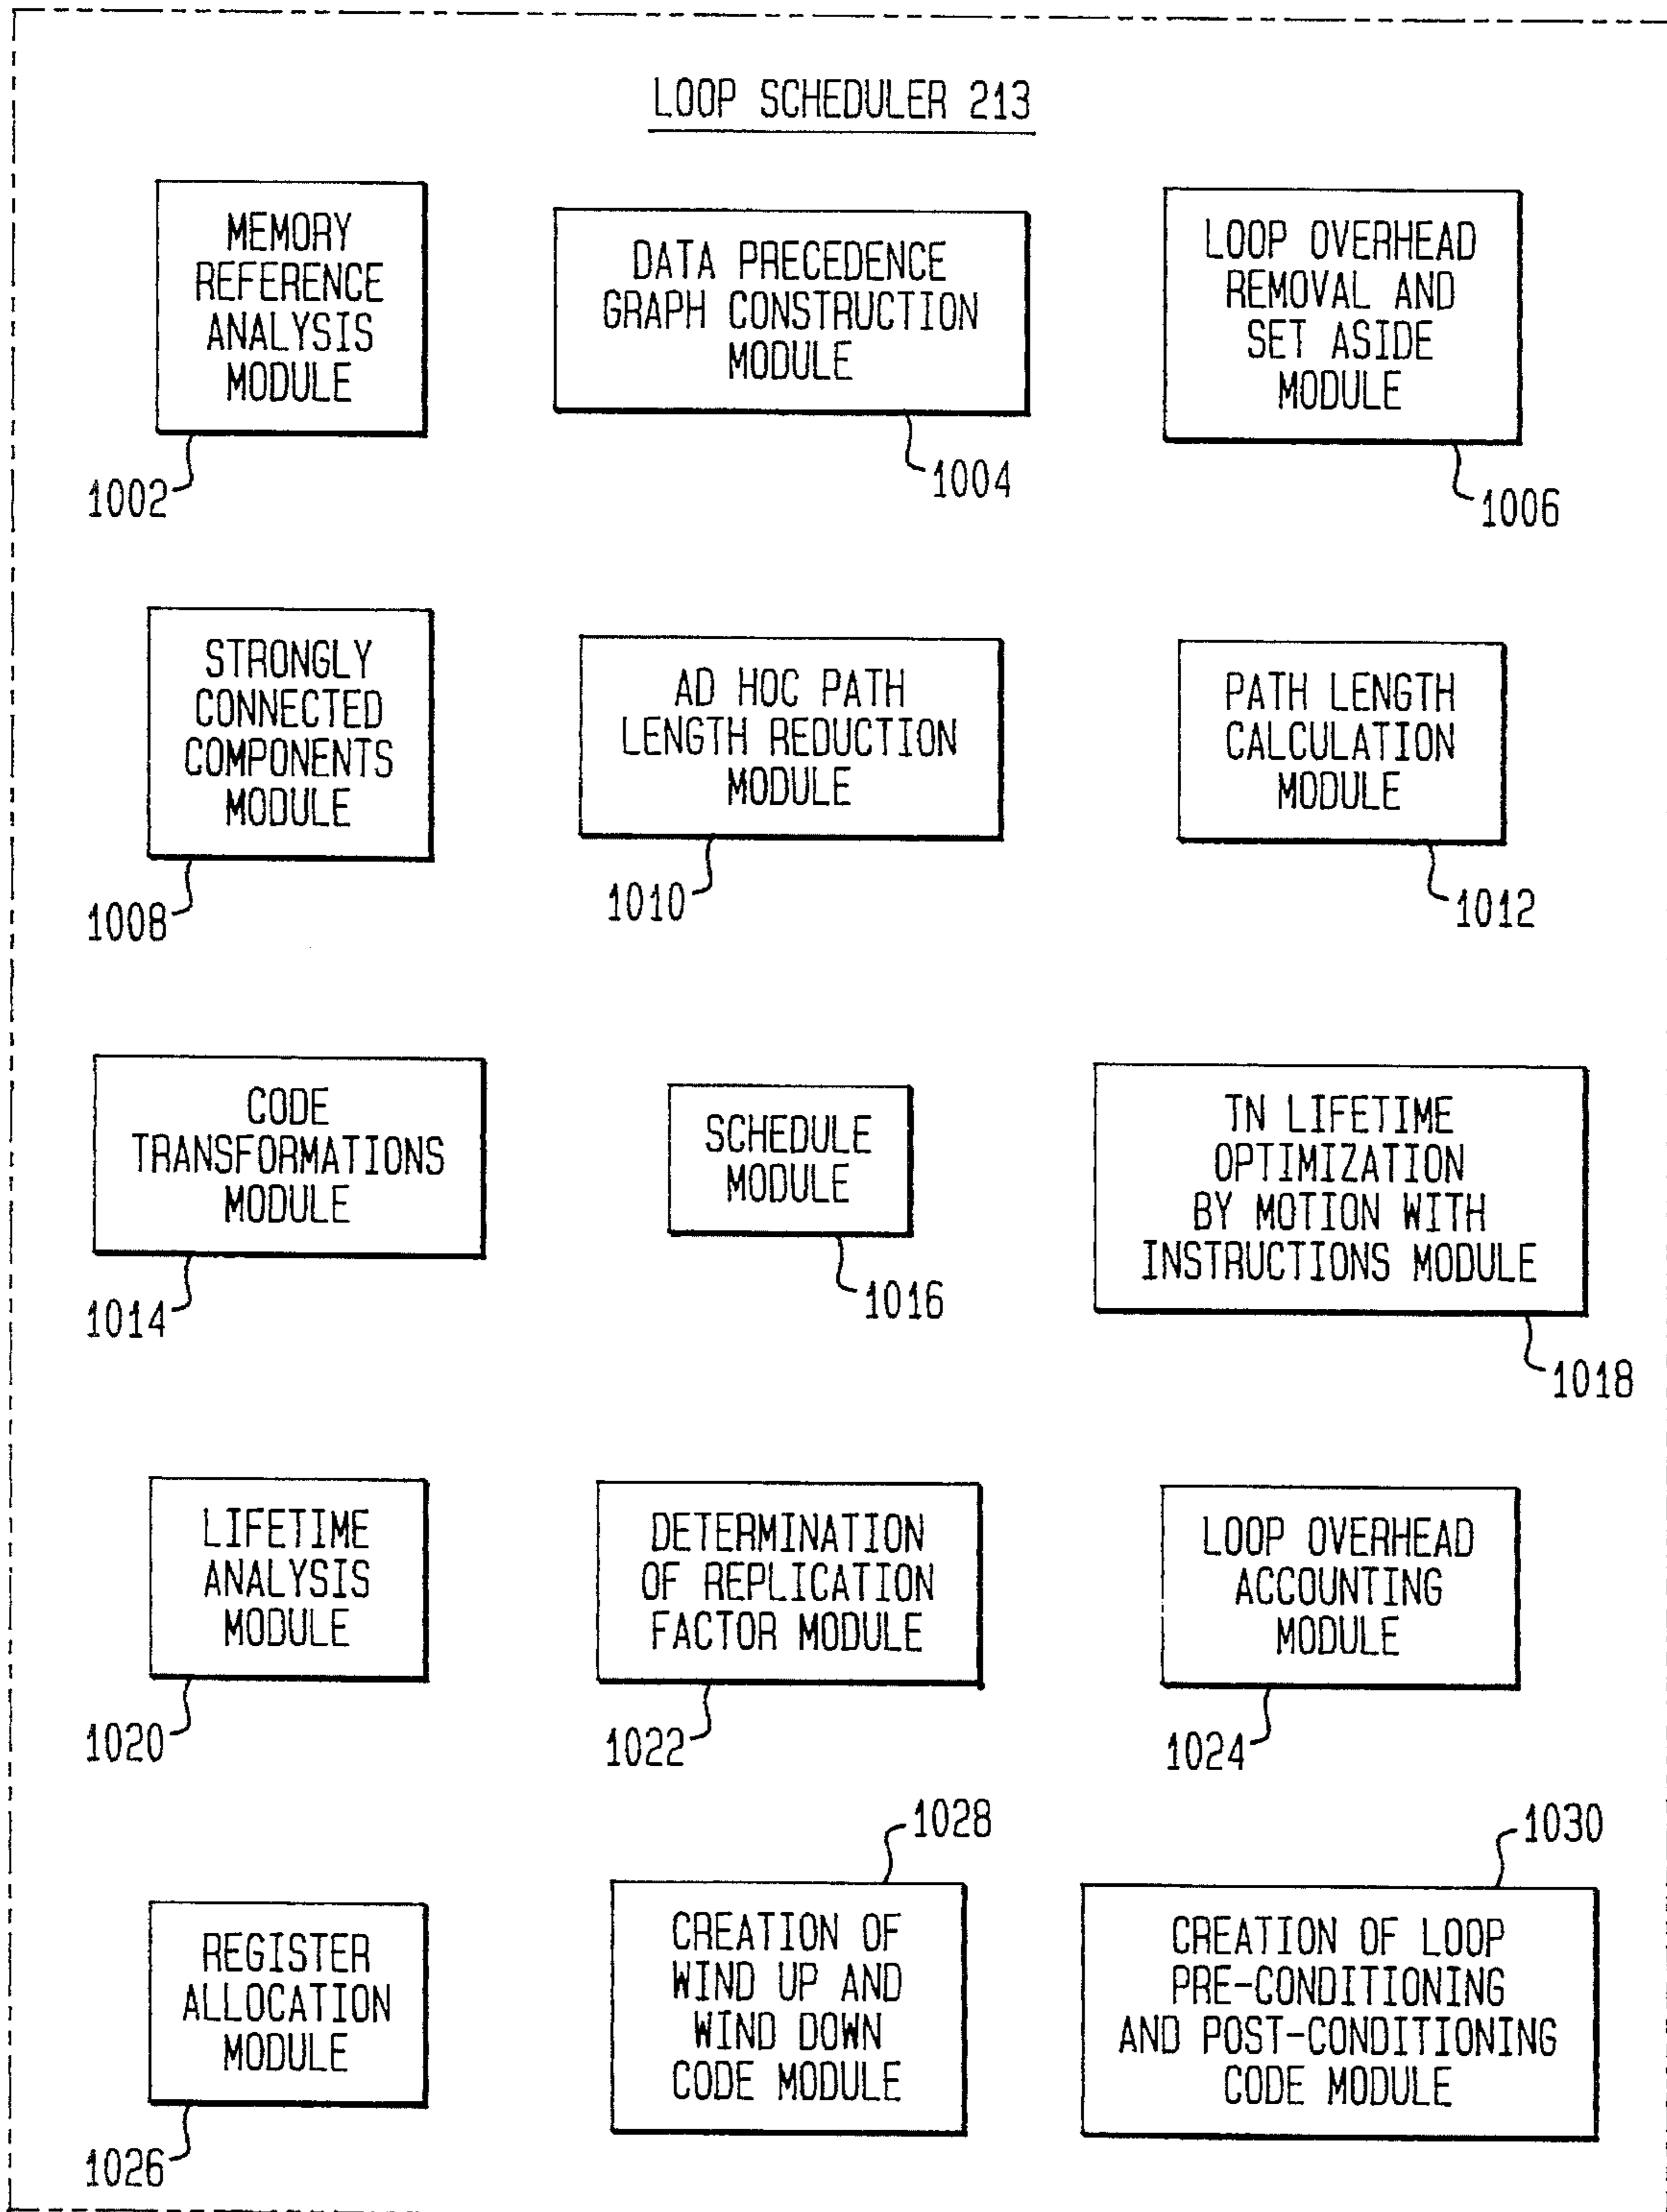 LOOP SCHEDULER 213
MEMORY
REFERENCE
ANALYSIS
MODULE
1002
DATA PRECEDENCE
GRAPH CONSTRUCTION
MODULE
1004
LOOP OVERHEAD
REMOVAL AND
SET ASIDE
MODULE
1006
STRONGLY
CONNECTED
COMPONENTS
MODULE
1008
AD HOC PATH
LENGTH REDUCTION
MODULE
1010
PATH LENGTH
CALCULATION
MODULE
1012
CODE
TRANSFORMATIONS
MODULE
1014
SCHEDULE
MODULE
1016
TN LIFETIME
OPTIMIZATION
BY MOTION WITH
INSTRUCTIONS MODULE
1018
LIFETIME
ANALYSIS
MODULE
1020
DETERMINATION
OF REPLICATION
FACTOR MODULE
1022
LOOP OVERHEAD
ACCOUNTING
MODULE
1024
REGISTER
ALLOCATION
MODULE
1026
1028
CREATION OF
WIND UP AND
WIND DOWN
CODE MODULE
1030
CREATION OF LOOP
PRE-CONDITIONING
AND POST-CONDITIONING
CODE MODULE